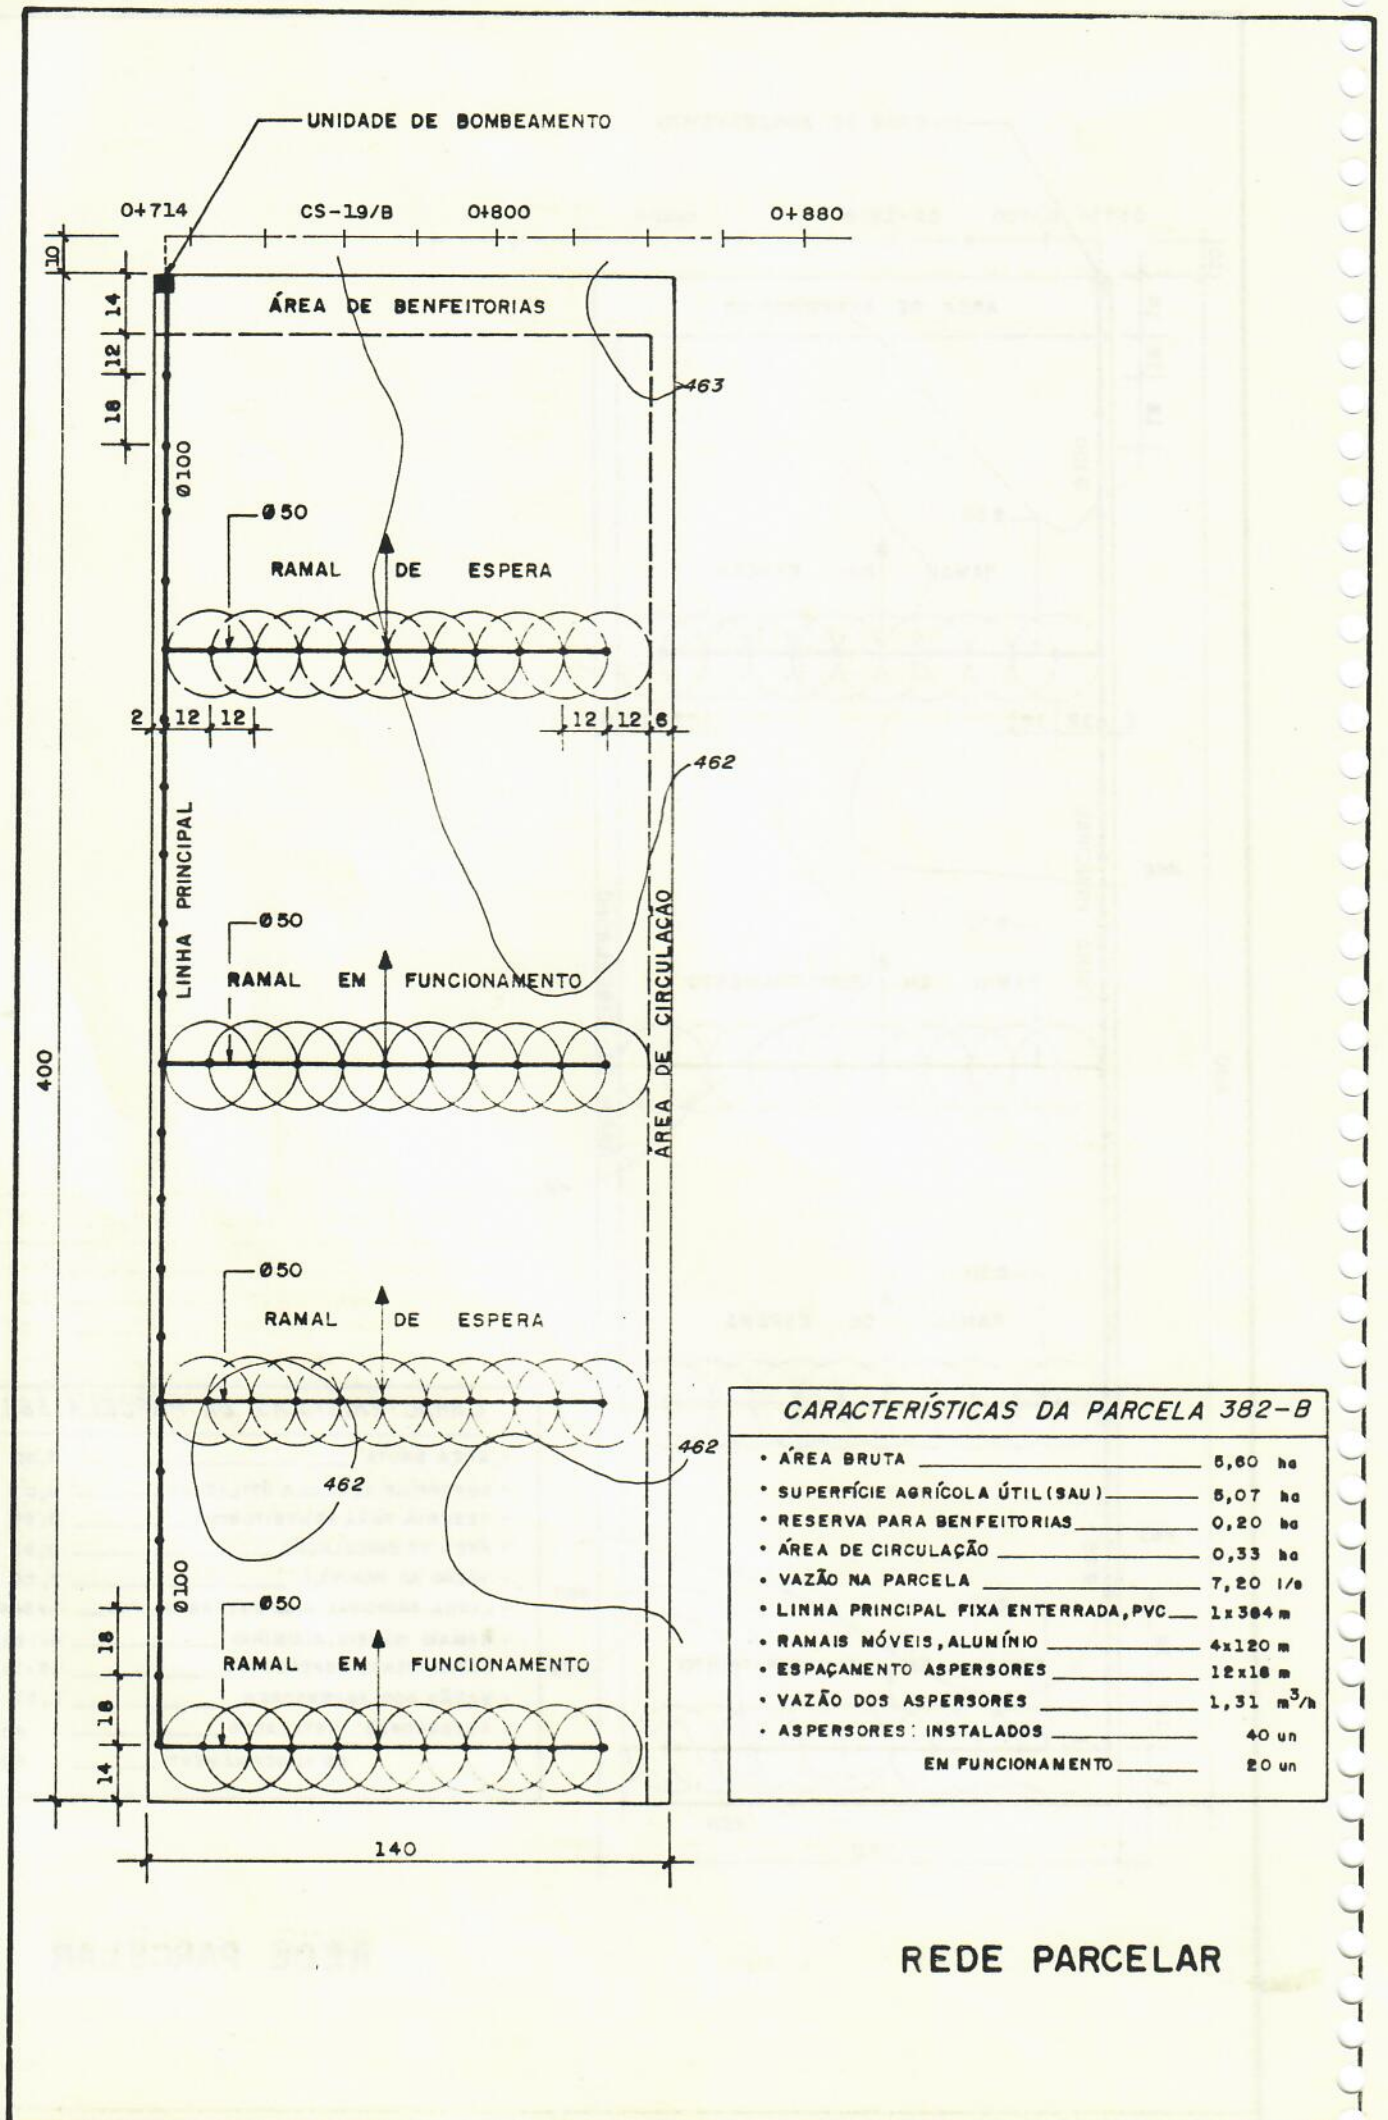 UNIDADE DE BOMBEAMENTO
0+714 CS-19/B 0+800 0+880
10
14
ÁREA DE BENFEITORIAS
12
463
18
Ø100
Ø50
RAMAL DE ESPERA
2 12 12 12 12 6
462
LINHA PRINCIPAL
ÁREA DE CIRCULAÇÃO
Ø50
RAMAL EM FUNCIONAMENTO
400
Ø50
RAMAL DE ESPERA
462
462
Ø100
Ø50
18
RAMAL EM FUNCIONAMENTO
18
14
140
CARACTERÍSTICAS DA PARCELA 382-B
• ÁREA BRUTA 5,60 ha
• SUPERFÍCIE AGRÍCOLA ÚTIL (SAU) 5,07 ha
• RESERVA PARA BENFEITORIAS 0,20 ha
• ÁREA DE CIRCULAÇÃO 0,33 ha
• VAZÃO NA PARCELA 7,20 l/s
• LINHA PRINCIPAL FIXA ENTERRADA, PVC 1x384 m
• RAMAIS MÓVEIS, ALUMÍNIO 4x120 m
• ESPAÇAMENTO ASPERSORES 12x18 m
• VAZÃO DOS ASPERSORES 1,31 m³/h
• ASPERSORES: INSTALADOS 40 un
EM FUNCIONAMENTO 20 un
REDE PARCELAR